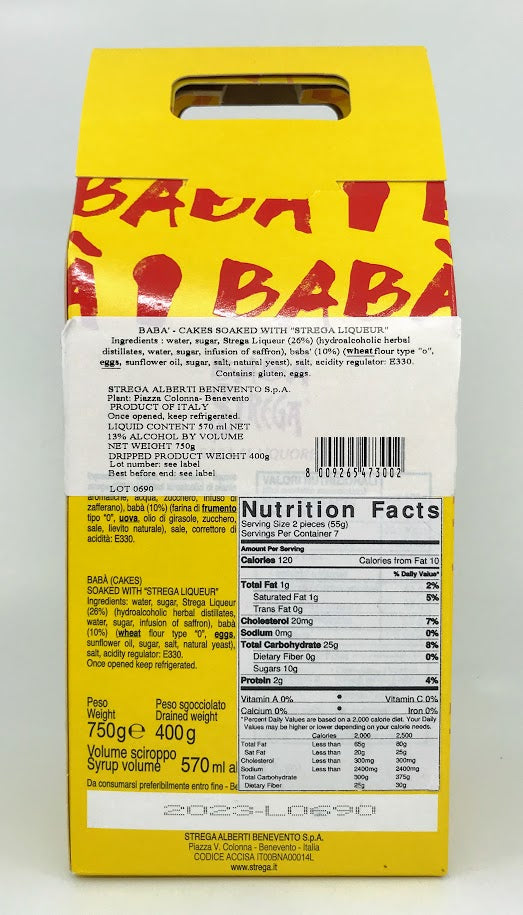 BABÀ !
! BABÀ
BABA' - CAKES SOAKED WITH "STREGA LIQUEUR"
Ingredients : water, sugar, Strega Liqueur (26%) (hydroalcoholic herbal
distillates, water, sugar, infusion of saffron), baba' (10%) (wheat flour type "o",
eggs, sunflower oil, sugar, salt, natural yeast), salt, acidity regulator: E330.
Contains: gluten, eggs.
STREGA ALBERTI BENEVENTO S.p.A.
Plant: Piazza Colonna- Benevento
PRODUCT OF ITALY
Once opened, keep refrigerated.
LIQUID CONTENT 570 ml NET
13% ALCOHOL BY VOLUME
NET WEIGHT 750g
DRIPPED PRODUCT WEIGHT 400g
Lot number: see label
Best before end: see label
LOT 0690
8 009265 473002
aromatiche, acqua, zucchero, infuso di
zafferano), babà (10%) (farina di frumento
tipo "0", uova, olio di girasole, zucchero,
sale, lievito naturale), sale, correttore di
acidità: E330.
BABÀ (CAKES)
SOAKED WITH "STREGA LIQUEUR"
Ingredients: water, sugar, Strega Liqueur
(26%) (hydroalcoholic herbal distillates,
water, sugar, infusion of saffron), babà
(10%) (wheat flour type "0", eggs,
sunflower oil, sugar, salt, natural yeast),
salt, acidity regulator: E330.
Once opened keep refrigerated.
Peso Peso sgocciolato
Weight Drained weight
750g e 400g
Volume sciroppo
Syrup volume 570 ml
Da consumarsi preferibilmente entro fine - Be
Nutrition Facts
Serving Size 2 pieces (55g)
Servings Per Container 7
Amount Per Serving
Calories 120 Calories from Fat 10
% Daily Value*
Total Fat 1g 2%
Saturated Fat 1g 5%
Trans Fat 0g
Cholesterol 20mg 7%
Sodium 0mg 0%
Total Carbohydrate 25g 8%
Dietary Fiber 0g 0%
Sugars 10g
Protein 2g 4%
Vitamin A 0% • Vitamin C 0%
Calcium 0% • Iron 0%
*Percent Daily Values are based on a 2,000 calorie diet. Your Daily
Values may be higher or lower depending on your calorie needs.
Calories 2,000 2,500
Total Fat Less than 65g 80g
Sat Fat Less than 20g 25g
Cholesterol Less than 300mg 300mg
Sodium Less than 2400mg 2400mg
Total Carbohydrate 300g 375g
Dietary Fiber 25g 30g
2023-L0690
STREGA ALBERTI BENEVENTO S.p.A.
Piazza V. Colonna - Benevento - Italia
CODICE ACCISA IT00BNA00014L
www.strega.it